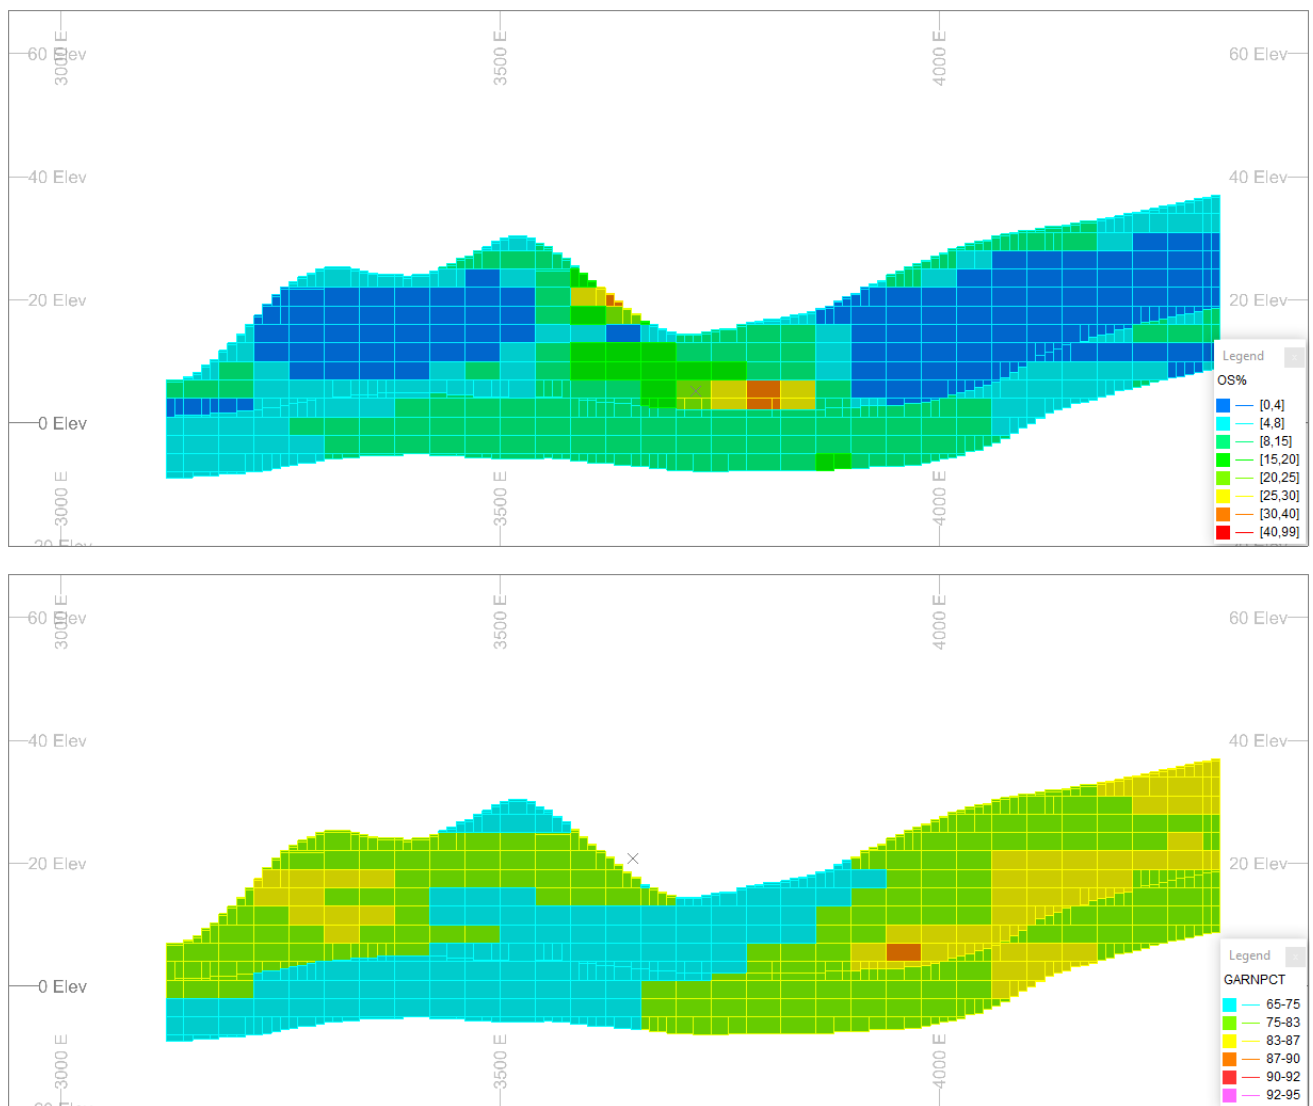 60 Elev
3000 E
3500 E
4000 E
60 Elev
40 Elev
40 Elev
20 Elev
20 Elev
0 Elev
3000 E
3500 E
4000 E
Legend
OS%
[0,4]
[4,8]
[8,15]
[15,20]
[20,25]
[25,30]
[30,40]
[40,99]
60 Elev
3000 E
3500 E
4000 E
60 Elev
40 Elev
40 Elev
20 Elev
20 Elev
0 Elev
3000 E
3500 E
4000 E
Legend
GARNPCT
65-75
75-83
83-87
87-90
90-92
92-95